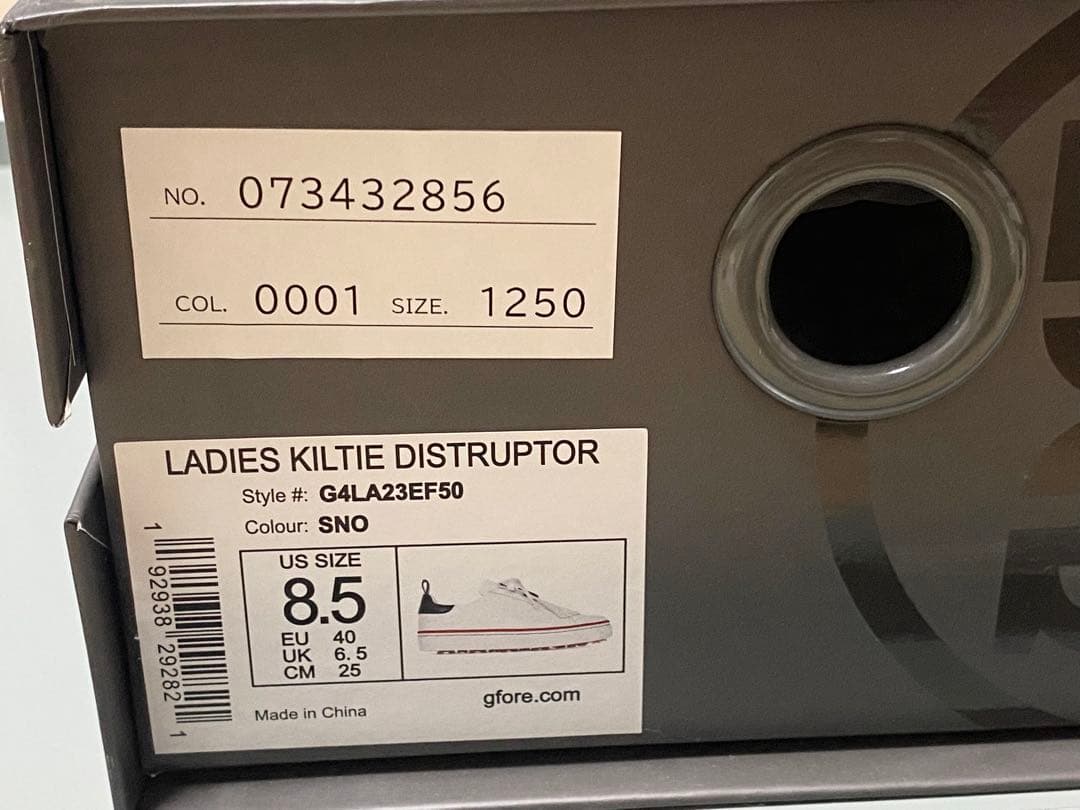 NO. 073432856
COL. 0001 SIZE. 1250
LADIES KILTIE DISTRUPTOR
Style #: G4LA23EF50
Colour: SNO
US SIZE
8.5
EU 40
UK 6.5
CM 25
1 92938 29282 1
Made in China
gfore.com